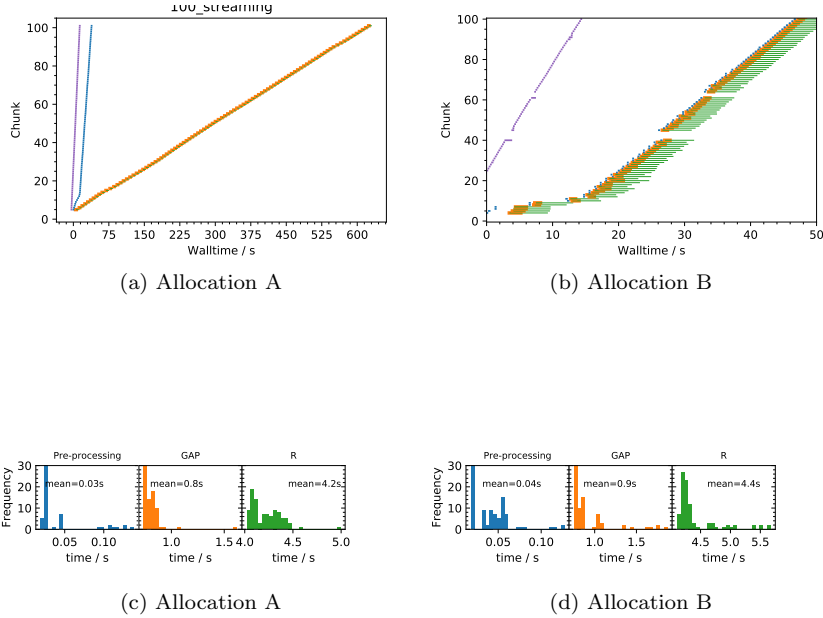 100_streaming
100
80
60
40
20
0
Chunk
0 75 150 225 300 375 450 525 600
Walltime / s
(a) Allocation A
100
80
60
40
20
0
Chunk
0 10 20 30 40 50
Walltime / s
(b) Allocation B
Pre-processing GAP R
30
20
10
0
Frequency
mean=0.03s mean=0.8s mean=4.2s
0.05 0.10 1.0 1.5 4.0 4.5 5.0
time / s time / s time / s
(c) Allocation A
Pre-processing GAP R
30
20
10
0
Frequency
mean=0.04s mean=0.9s mean=4.4s
0.05 0.10 1.0 1.5 4.5 5.0 5.5
time / s time / s time / s
(d) Allocation B